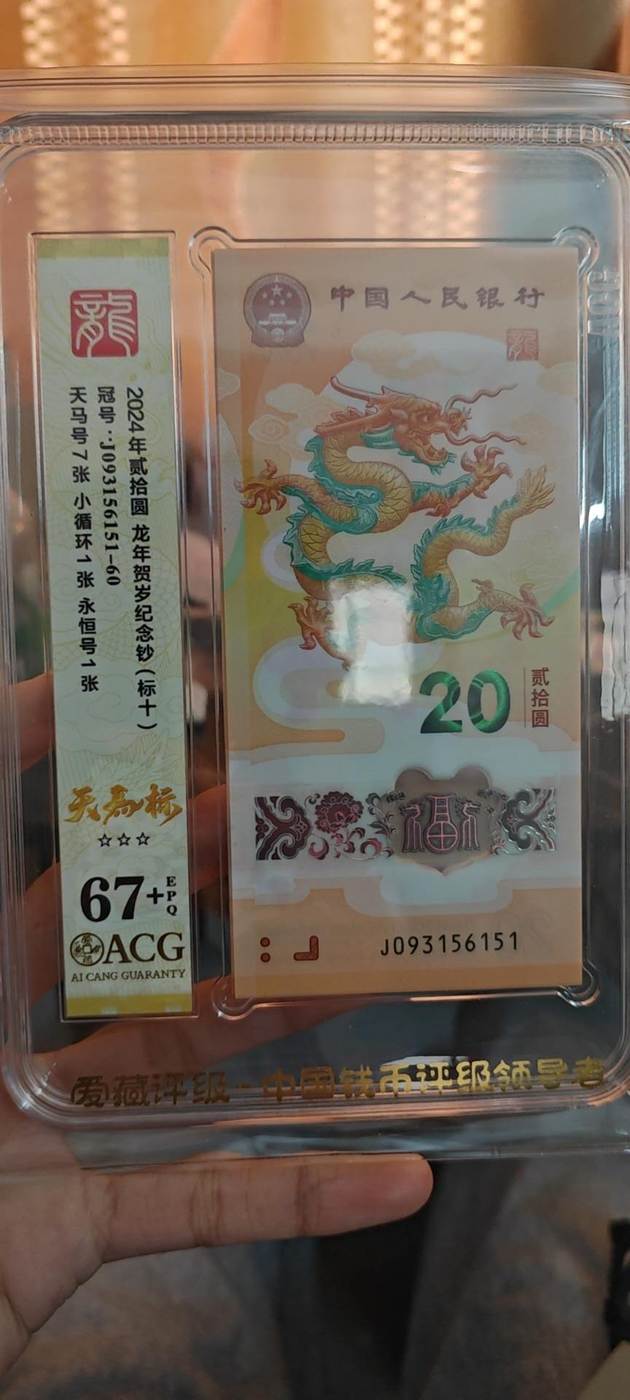 龍
2024年贰拾圆 龙年贺岁纪念钞（标十）
冠号：J093156151-60
天马号7张 小循环1张 永恒号1张
天马标
☆☆☆
67+EPQ
ACG
AI CANG GUARANTY
中国人民银行
龍
20
贰拾圆
福
J093156151
爱藏评级·中国钱币评级领导者